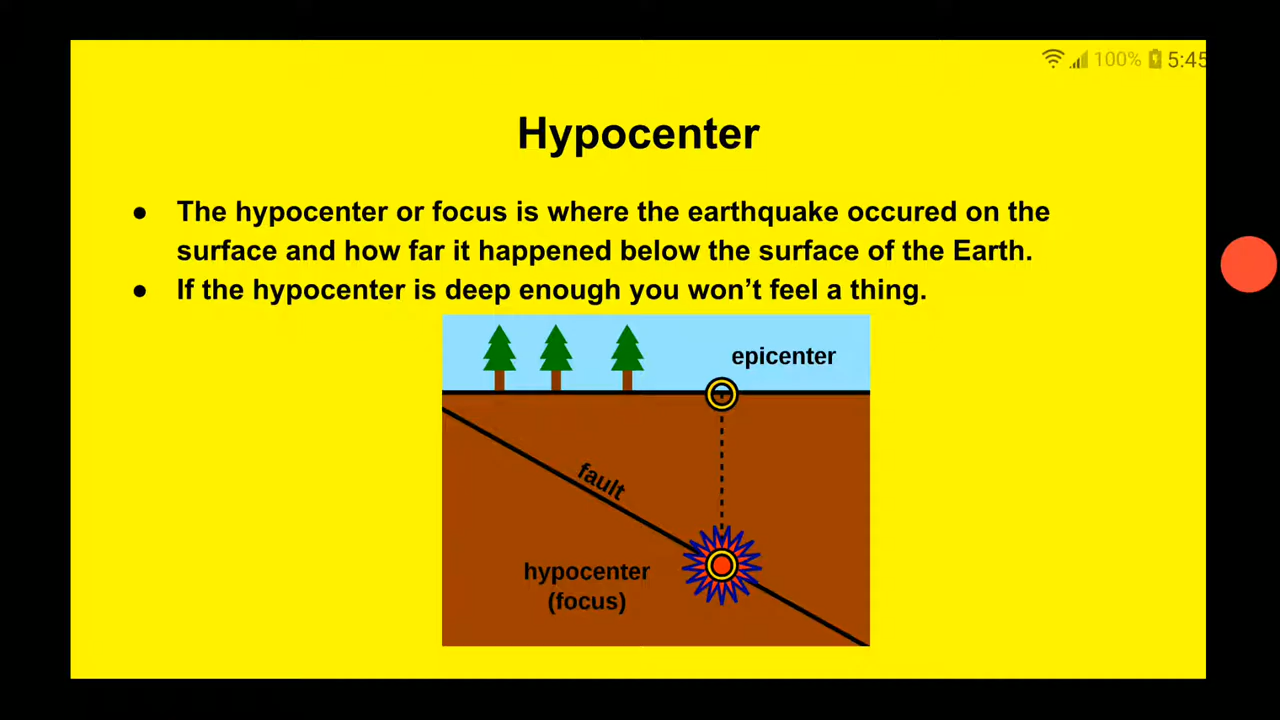 100% 5:45
Hypocenter
● The hypocenter or focus is where the earthquake occured on the
surface and how far it happened below the surface of the Earth.
● If the hypocenter is deep enough you won't feel a thing.
epicenter
fault
hypocenter
(focus)